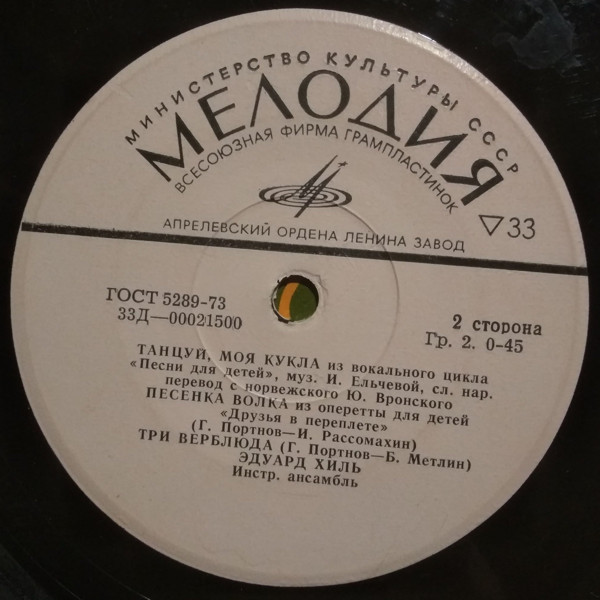 МИНИСТЕРСТВО КУЛЬТУРЫ СССР
МЕЛОДИЯ
ВСЕСОЮЗНАЯ ФИРМА ГРАМПЛАСТИНОК
АПРЕЛЕВСКИЙ ОРДЕНА ЛЕНИНА ЗАВОД
33
ГОСТ 5289-73
33Д—00021500
2 сторона
Гр. 2. 0-45
ТАНЦУЙ, МОЯ КУКЛА из вокального цикла
«Песни для детей», муз. И. Ельчевой, сл. нар.
перевод с норвежского Ю. Вронского
ПЕСЕНКА ВОЛКА из оперетты для детей
«Друзья в переплете»
(Г. Портнов—И. Рассомахин)
ТРИ ВЕРБЛЮДА (Г. Портнов—Б. Метлин)
ЭДУАРД ХИЛЬ
Инстр. ансамбль